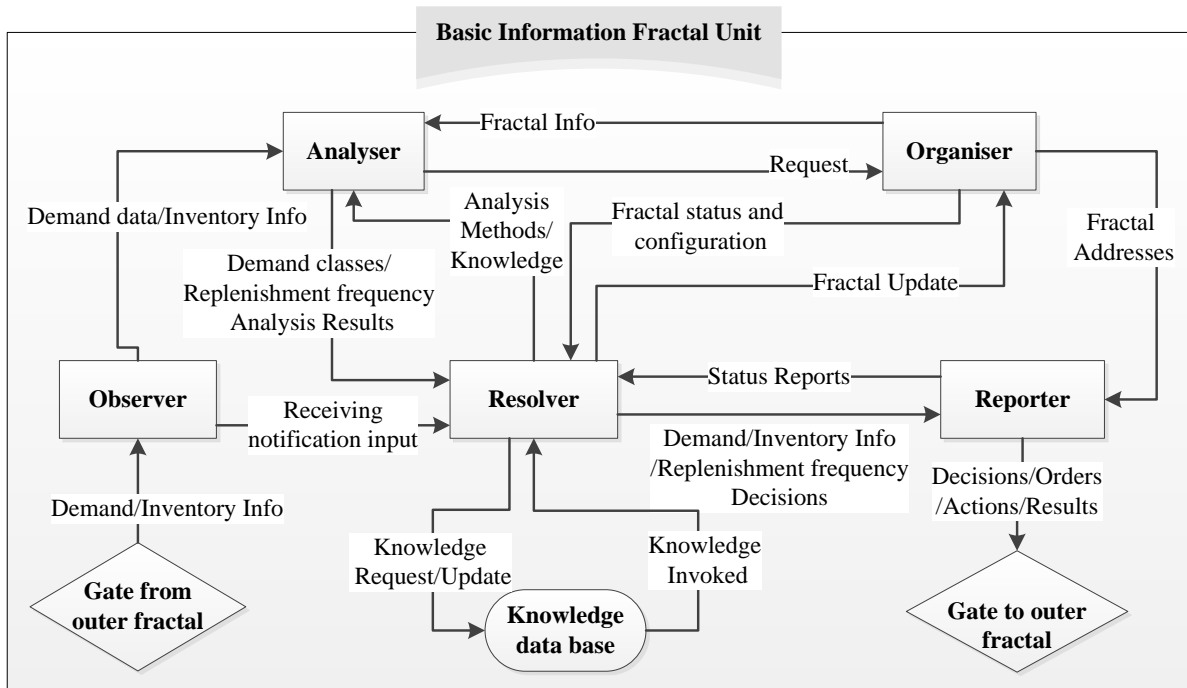 Basic Information Fractal Unit
Fractal Info
Analyser
Organiser
Request
Demand data/Inventory Info
Analysis
Methods/
Knowledge
Fractal status and
configuration
Fractal
Addresses
Demand classes/
Replenishment frequency
Analysis Results
Fractal Update
Observer
Resolver
Status Reports
Reporter
Receiving
notification input
Demand/Inventory Info
/Replenishment frequency
Decisions
Decisions/Orders
/Actions/Results
Demand/Inventory Info
Knowledge
Request/Update
Knowledge
Invoked
Gate from
outer fractal
Knowledge
data base
Gate to outer
fractal